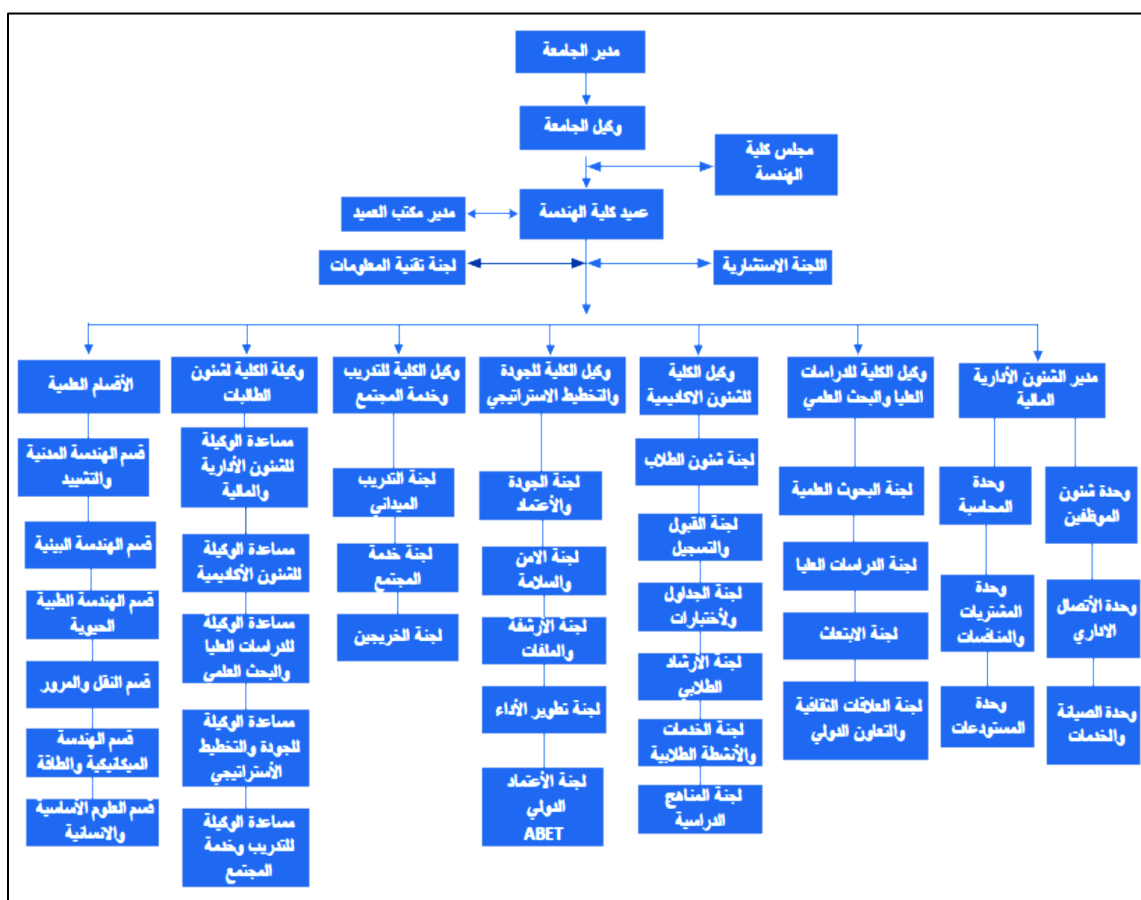 مدير الجامعة
وكيل الجامعة
مجلس كلية
الهندسة
عميد كلية الهندسة
مدير مكتب العميد
اللجنة الاستشارية
لجنة تقنية المعلومات
مدير الشئون الأدارية
المالية
وحدة شئون
الموظفين
وحدة الأتصال
الاداري
وحدة الصيانة
والخدمات
وحدة
المحاسبة
وحدة
المشتريات
والمنافسات
وحدة
المستودعات
وكيل الكلية للدراسات
العليا والبحث العلمي
لجنة البحوث العلمية
لجنة الدراسات العليا
لجنة الابتعاث
لجنة العلاقات الثقافية
والتعاون الدولي
وكيل الكلية
للشئون الاكاديمية
لجنة شئون الطلاب
لجنة القبول
والتسجيل
لجنة الجداول
ولأختبارات
لجنة الأرشاد
الطلابي
لجنة الخدمات
والأنشطة الطلابية
لجنة المناهج
الدراسية
وكيل الكلية للجودة
والتخطيط الاستراتيجي
لجنة الجودة
والأعتماد
لجنة الامن
والسلامة
لجنة الأرشفة
والملفات
لجنة تطوير الأداء
لجنة الأعتماد
الدولي
ABET
وكيل الكلية للتدريب
وخدمة المجتمع
لجنة التدريب
الميداني
لجنة خدمة
المجتمع
لجنة الخريجين
وكيلة الكلية لشئون
الطالبات
مساعدة الوكيلة
للشئون الأدارية
والمالية
مساعدة الوكيلة
للشئون الأكاديمية
مساعدة الوكيلة
للدراسات العليا
والبحث العلمي
مساعدة الوكيلة
للجودة والتخطيط
الأستراتيجي
مساعدة الوكيلة
للتدريب وخدمة
المجتمع
الأقسام العلمية
قسم الهندسة المدنية
والتشييد
قسم الهندسة البيئية
قسم الهندسة الطبية
الحيوية
قسم النقل والمرور
قسم الهندسة
الميكانيكية والطاقة
قسم العلوم الأساسية
والانسانية